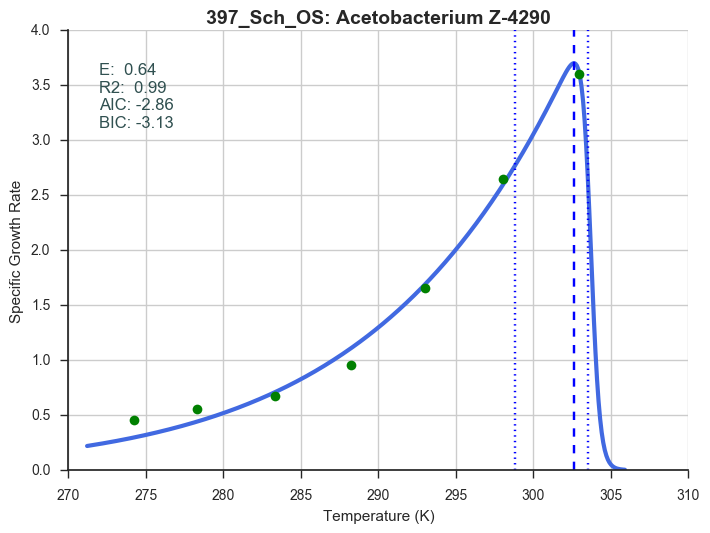 397_Sch_OS: Acetobacterium Z-4290
E:  0.64
R2:  0.99
AIC: -2.86
BIC: -3.13
Specific Growth Rate
4.0
3.5
3.0
2.5
2.0
1.5
1.0
0.5
0.0
270 275 280 285 290 295 300 305 310
Temperature (K)